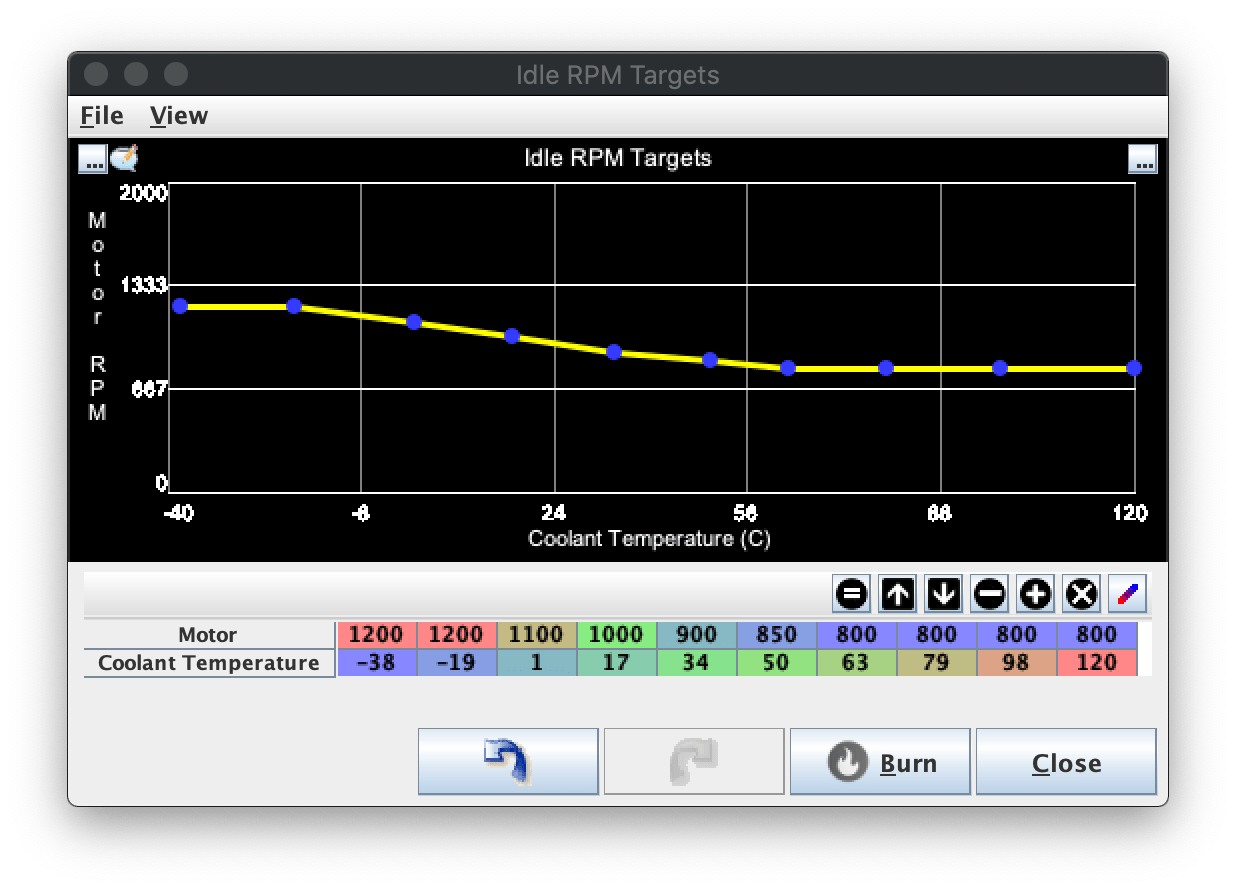 Idle RPM Targets
File View
... Idle RPM Targets ...
Motor RPM
2000
1333
667
0
-40 -8 24 56 88 120
Coolant Temperature (C)
Motor 1200 1200 1100 1000 900 850 800 800 800 800
Coolant Temperature -38 -19 1 17 34 50 63 79 98 120
Burn Close